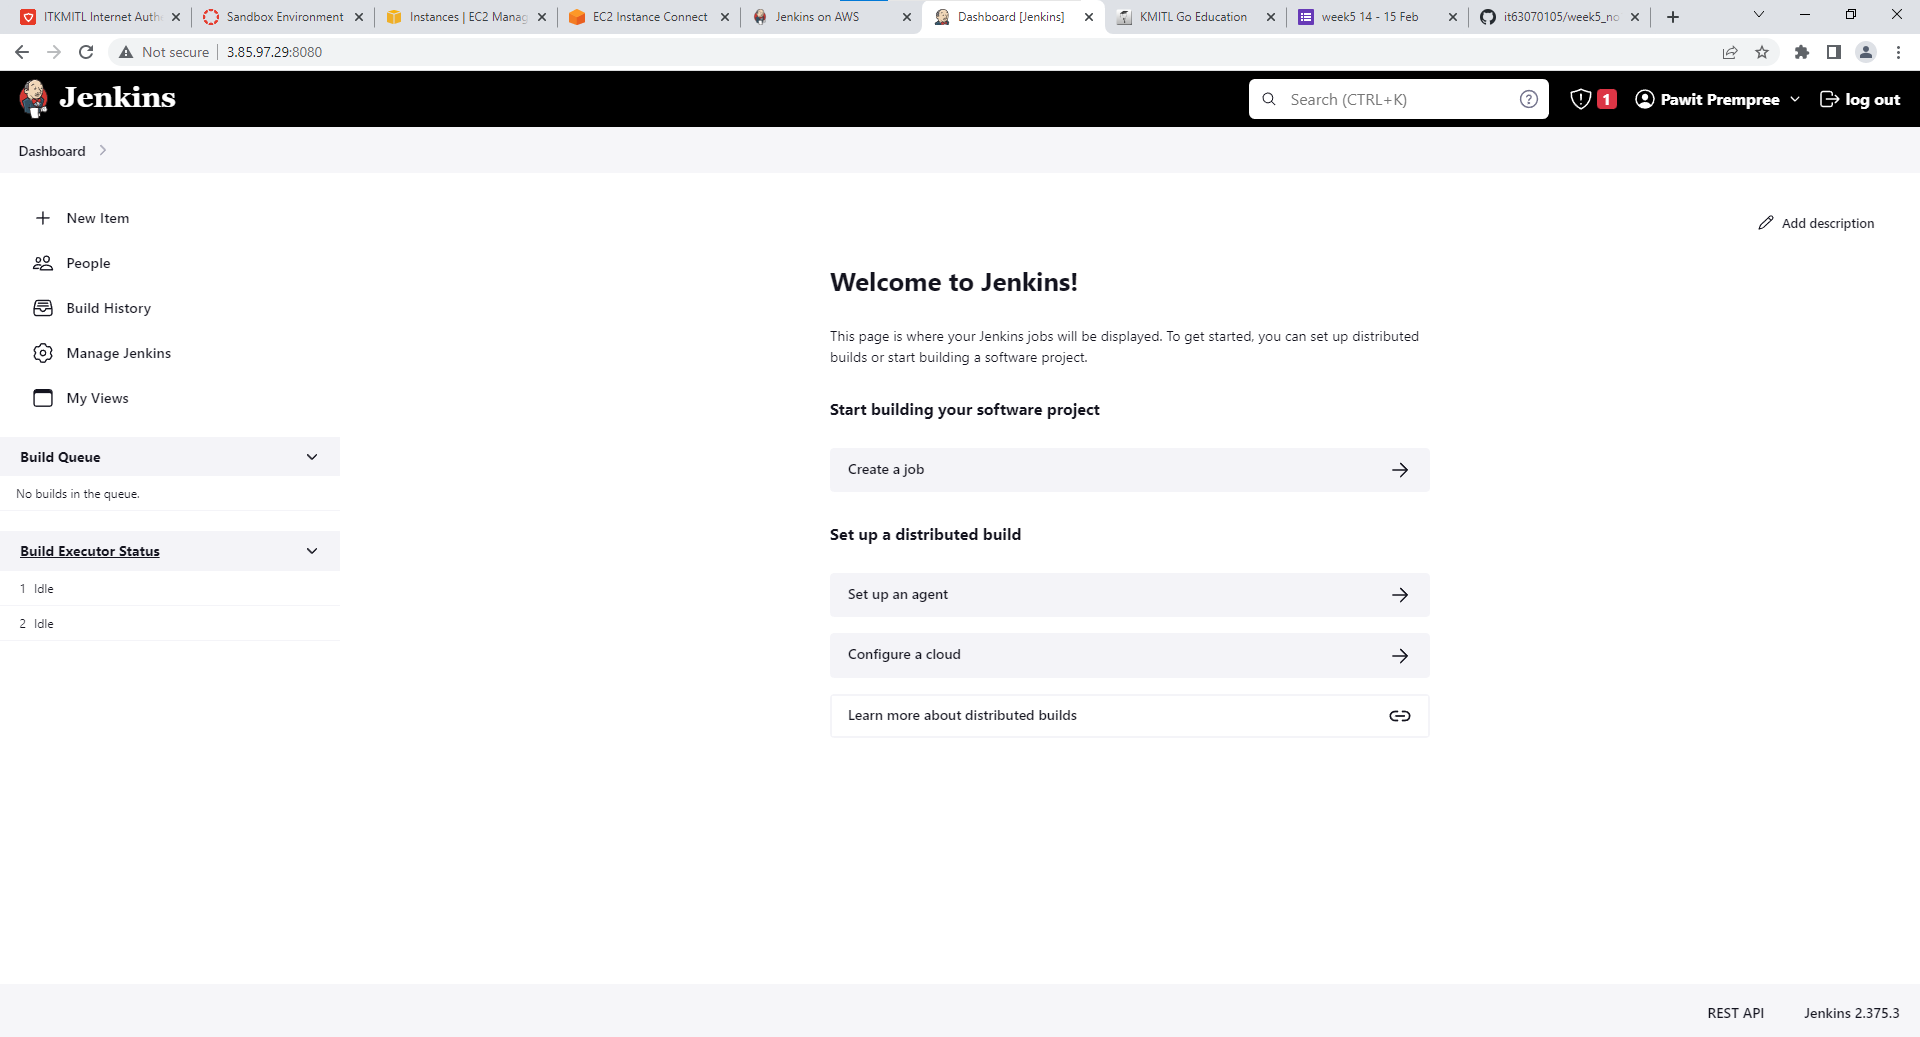 ITKMITL Internet Auth
Sandbox Environment
Instances | EC2 Manag
EC2 Instance Connect
Jenkins on AWS
Dashboard [Jenkins]
KMITL Go Education
week5 14 - 15 Feb
it63070105/week5_no
Not secure
3.85.97.29:8080
Jenkins
Search (CTRL+K)
1
Pawit Prempree
log out
Dashboard
New Item
People
Build History
Manage Jenkins
My Views
Build Queue
No builds in the queue.
Build Executor Status
1 Idle
2 Idle
Add description
Welcome to Jenkins!
This page is where your Jenkins jobs will be displayed. To get started, you can set up distributed
builds or start building a software project.
Start building your software project
Create a job
Set up a distributed build
Set up an agent
Configure a cloud
Learn more about distributed builds
REST API
Jenkins 2.375.3